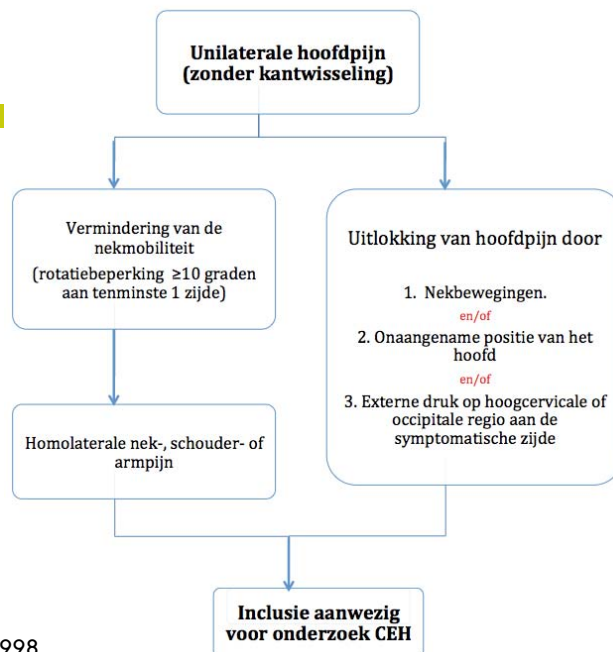 Unilaterale hoofdpijn
(zonder kantwisseling)
Vermindering van de
nekmobiliteit
(rotatiebeperking ≥10 graden
aan tenminste 1 zijde)
Homolaterale nek-, schouder- of
armpijn
Uitlokking van hoofdpijn door
1. Nekbewegingen.
en/of
2. Onaangename positie van het
hoofd
en/of
3. Externe druk op hoogcervicale of
occipitale regio aan de
symptomatische zijde
Inclusie aanwezig
voor onderzoek CEH
998